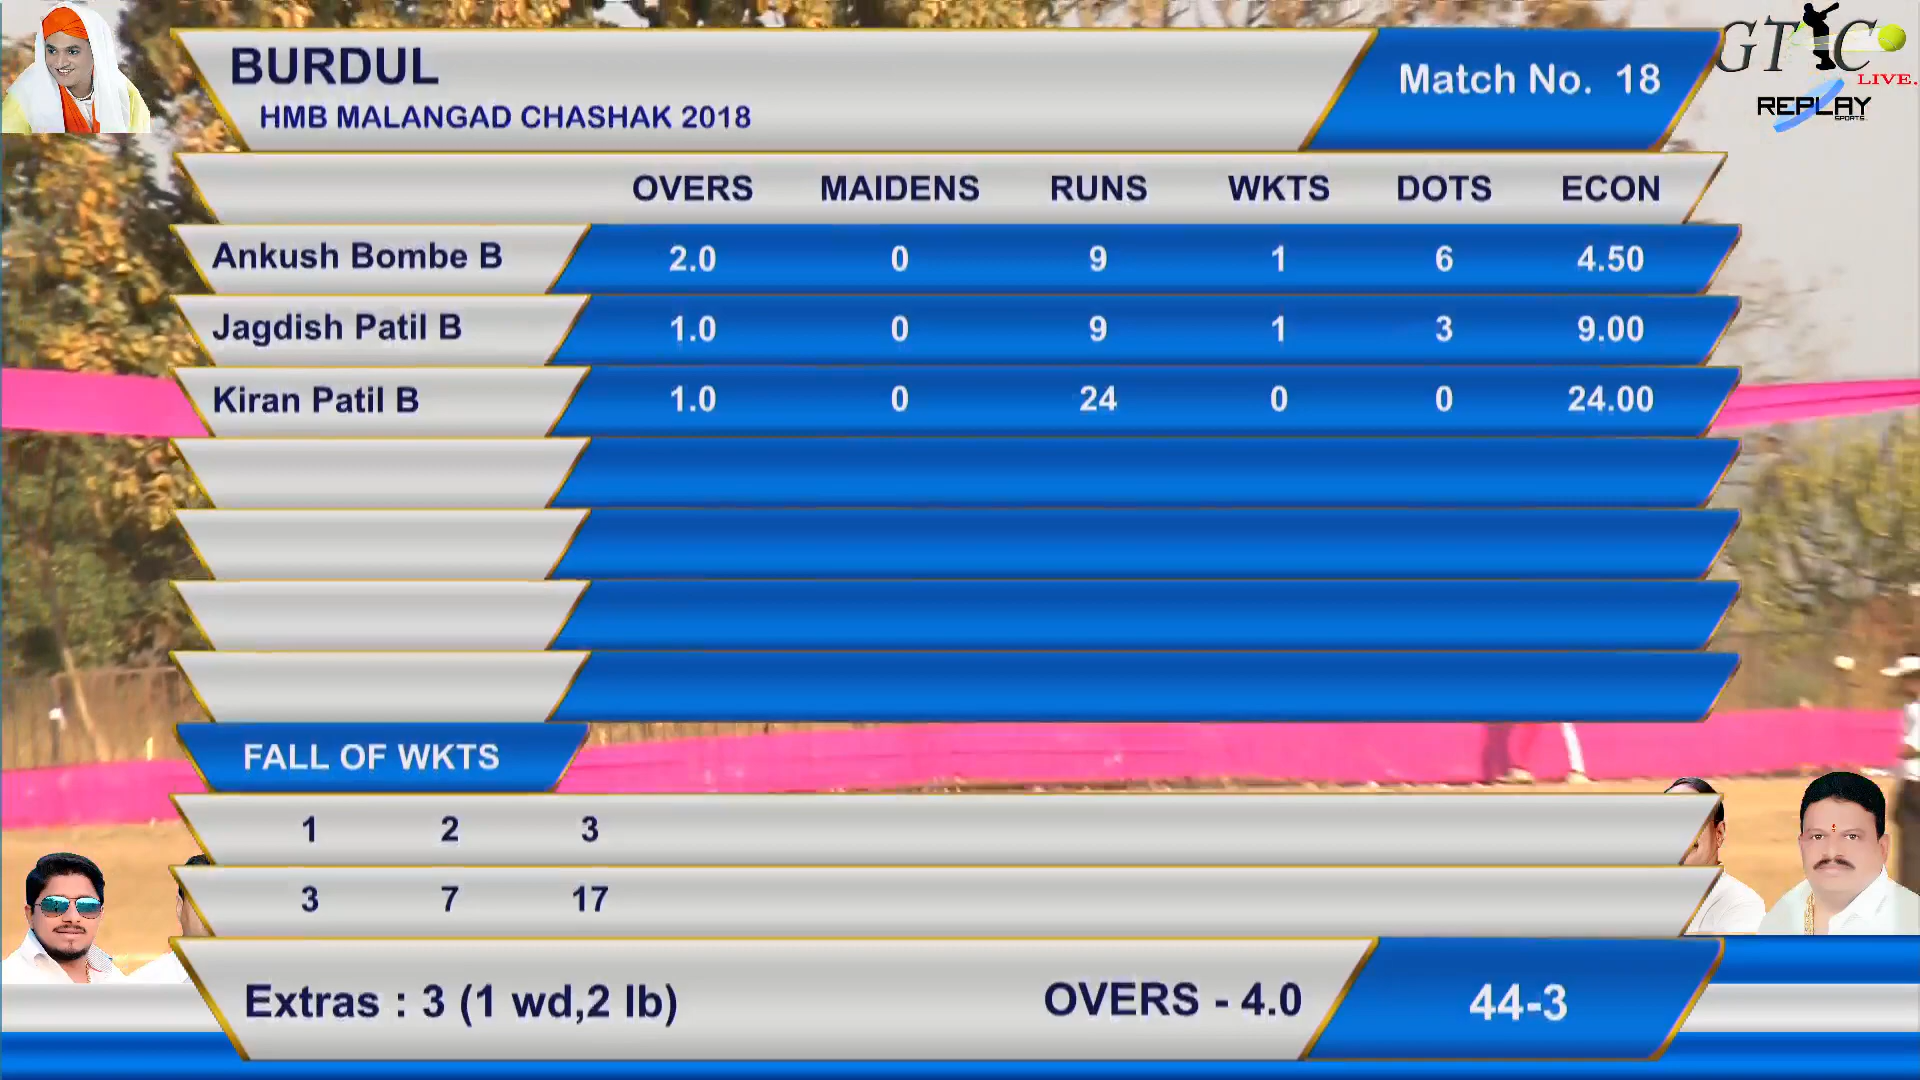 BURDUL
HMB MALANGAD CHASHAK 2018
Match No. 18
GTIC
LIVE.
REPLAY
SPORTS
OVERS MAIDENS RUNS WKTS DOTS ECON
Ankush Bombe B 2.0 0 9 1 6 4.50
Jagdish Patil B 1.0 0 9 1 3 9.00
Kiran Patil B 1.0 0 24 0 0 24.00
FALL OF WKTS
1 2 3
3 7 17
Extras : 3 (1 wd,2 lb) OVERS - 4.0 44-3